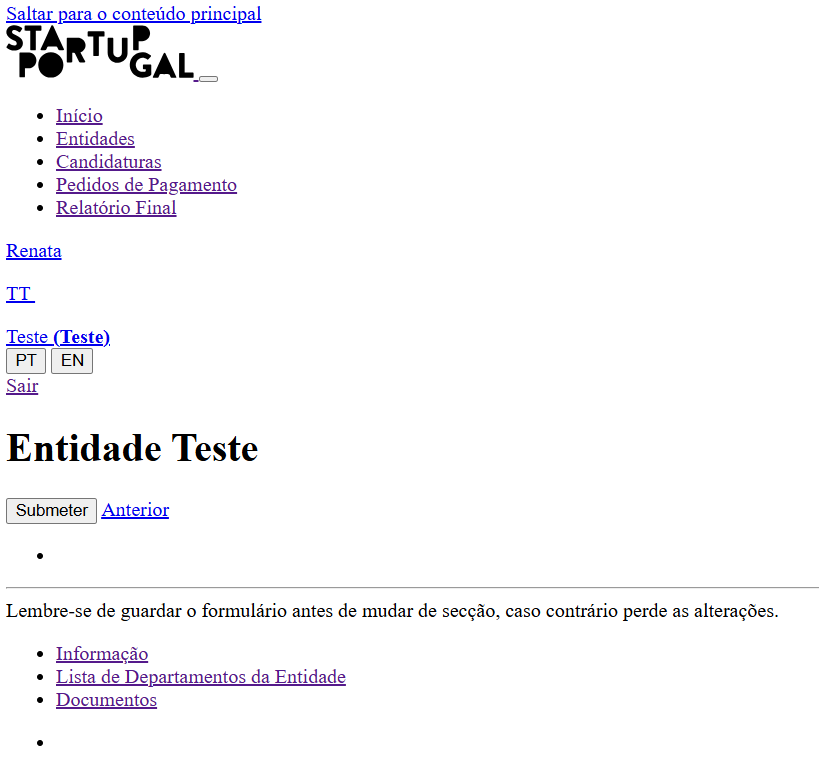 Saltar para o conteúdo principal
STARTUP
PORTUGAL
Início
Entidades
Candidaturas
Pedidos de Pagamento
Relatório Final
Renata
TT
Teste (Teste)
PT EN
Sair
Entidade Teste
Submeter Anterior
Lembre-se de guardar o formulário antes de mudar de secção, caso contrário perde as alterações.
Informação
Lista de Departamentos da Entidade
Documentos